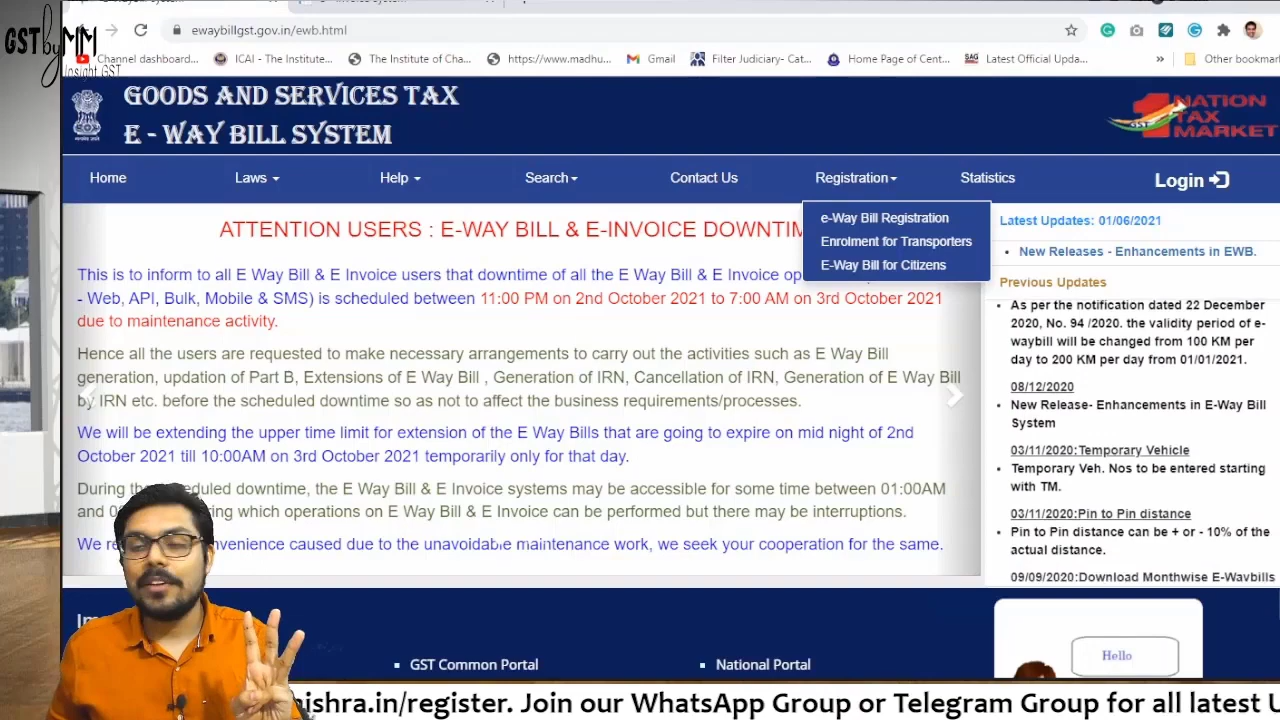 GST by MM
Insight GST
ewaybillgst.gov.in/ewb.html
Channel dashboard...
ICAI - The Institute...
The Institute of Cha...
https://www.madhu...
Gmail
Filter Judiciary- Cat...
Home Page of Cent...
SAG
Latest Official Upda...
»
Other bookmar
GOODS AND SERVICES TAX
E - WAY BILL SYSTEM
GST
1 NATION
TAX
MARKET
Home
Laws
Help
Search
Contact Us
Registration
Statistics
Login
e-Way Bill Registration
Enrolment for Transporters
E-Way Bill for Citizens
ATTENTION USERS : E-WAY BILL & E-INVOICE DOWNTIM
This is to inform to all E Way Bill & E Invoice users that downtime of all the E Way Bill & E Invoice op
- Web, API, Bulk, Mobile & SMS) is scheduled between 11:00 PM on 2nd October 2021 to 7:00 AM on 3rd October 2021
due to maintenance activity.
Hence all the users are requested to make necessary arrangements to carry out the activities such as E Way Bill
generation, updation of Part B, Extensions of E Way Bill , Generation of IRN, Cancellation of IRN, Generation of E Way Bill
by IRN etc. before the scheduled downtime so as not to affect the business requirements/processes.
We will be extending the upper time limit for extension of the E Way Bills that are going to expire on mid night of 2nd
October 2021 till 10:00AM on 3rd October 2021 temporarily only for that day.
During the eduled downtime, the E Way Bill & E Invoice systems may be accessible for some time between 01:00AM
and 0 ring which operations on E Way Bill & E Invoice can be performed but there may be interruptions.
We re nvenience caused due to the unavoidable maintenance work, we seek your cooperation for the same.
Latest Updates: 01/06/2021
• New Releases - Enhancements in EWB.
Previous Updates
• As per the notification dated 22 December
2020, No. 94 /2020. the validity period of e-
waybill will be changed from 100 KM per
day to 200 KM per day from 01/01/2021.
08/12/2020
• New Release- Enhancements in E-Way Bill
System
03/11/2020:Temporary Vehicle
• Temporary Veh. Nos to be entered starting
with TM.
03/11/2020:Pin to Pin distance
• Pin to Pin distance can be + or - 10% of the
actual distance.
09/09/2020:Download Monthwise E-Waybills
Im
GST Common Portal
National Portal
Hello
nishra.in/register. Join our WhatsApp Group or Telegram Group for all latest U